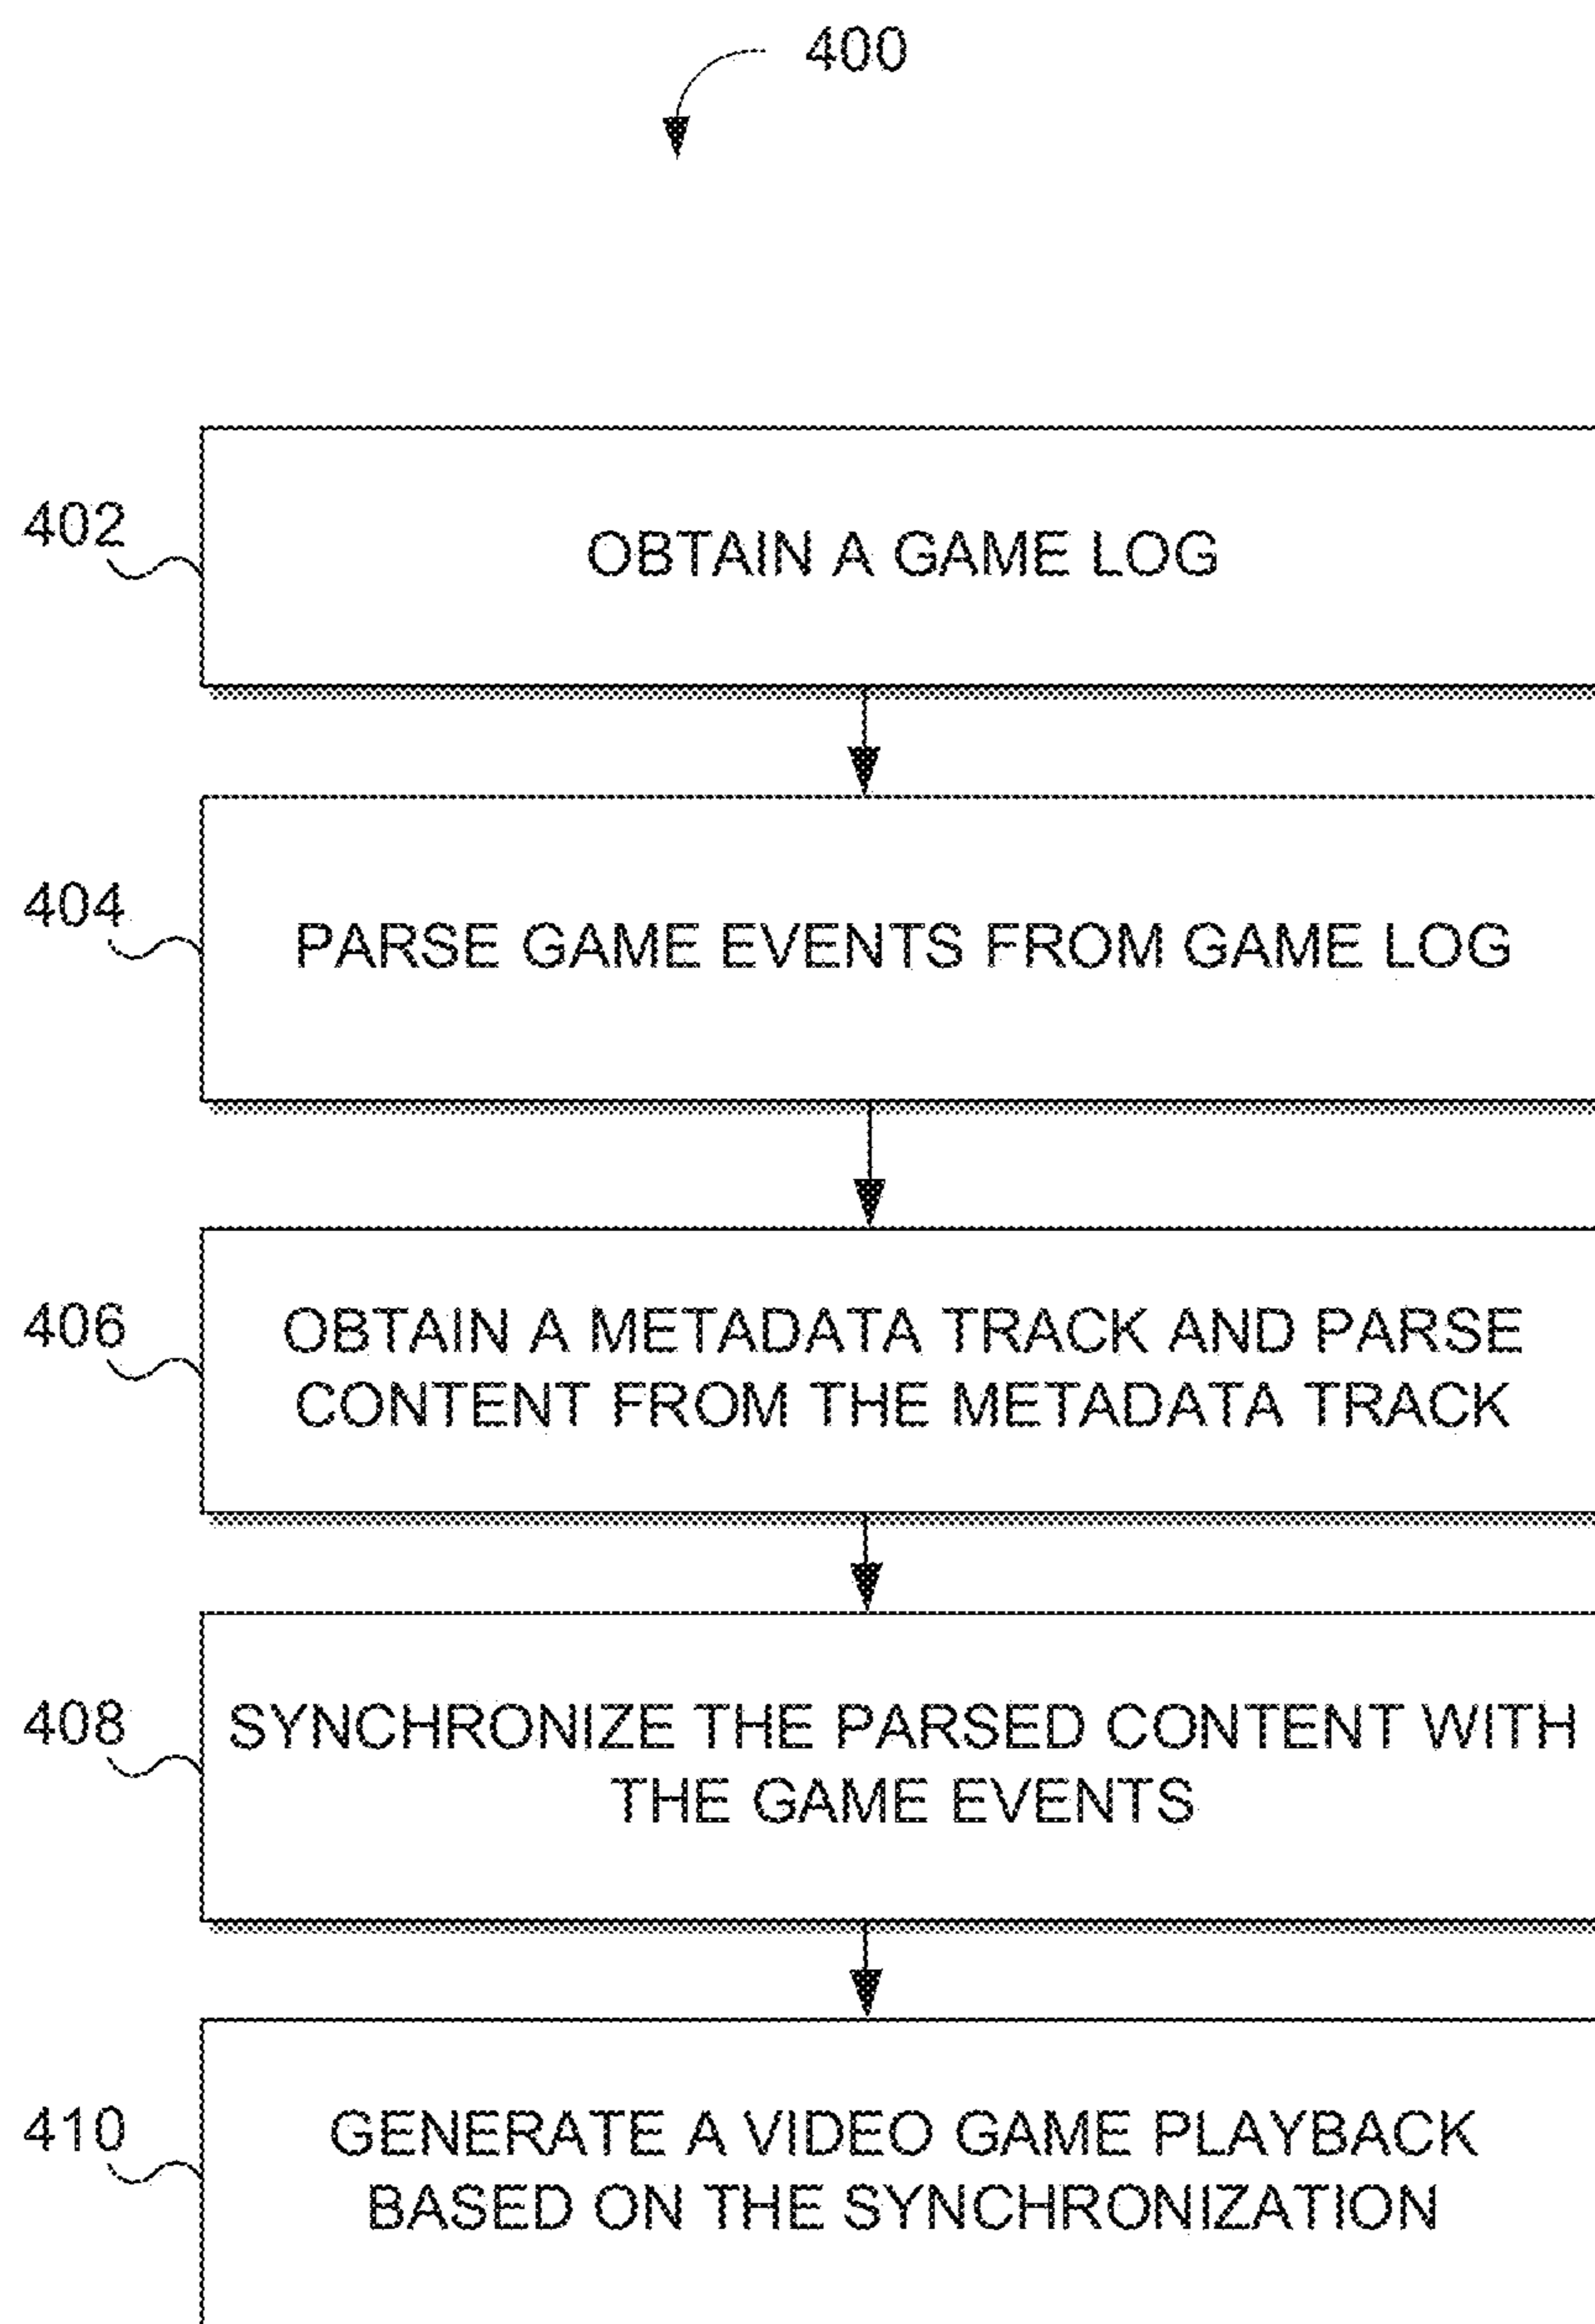 400
402
OBTAIN A GAME LOG
404
PARSE GAME EVENTS FROM GAME LOG
406
OBTAIN A METADATA TRACK AND PARSE
CONTENT FROM THE METADATA TRACK
408
SYNCHRONIZE THE PARSED CONTENT WITH
THE GAME EVENTS
410
GENERATE A VIDEO GAME PLAYBACK
BASED ON THE SYNCHRONIZATION